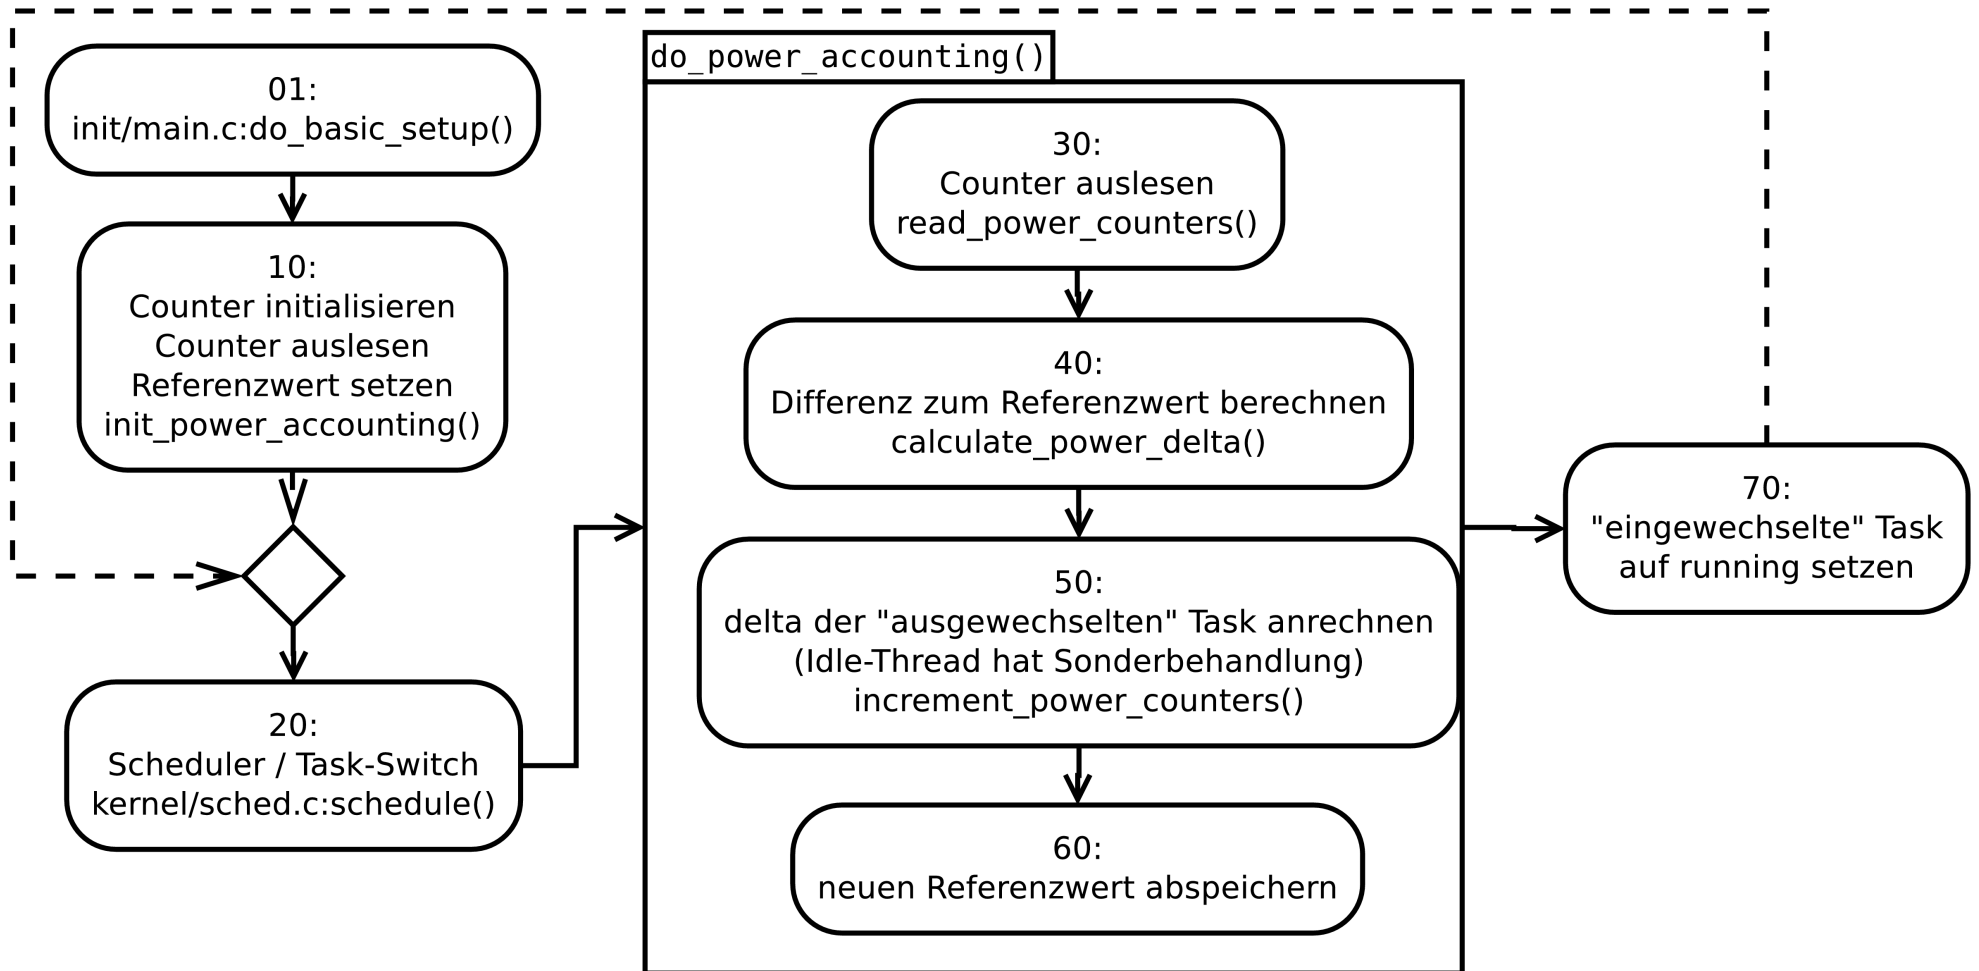 01:
init/main.c:do_basic_setup()
10:
Counter initialisieren
Counter auslesen
Referenzwert setzen
init_power_accounting()
20:
Scheduler / Task-Switch
kernel/sched.c:schedule()
do_power_accounting()
30:
Counter auslesen
read_power_counters()
40:
Differenz zum Referenzwert berechnen
calculate_power_delta()
50:
delta der "ausgewechselten" Task anrechnen
(Idle-Thread hat Sonderbehandlung)
increment_power_counters()
60:
neuen Referenzwert abspeichern
70:
"eingewechselte" Task
auf running setzen